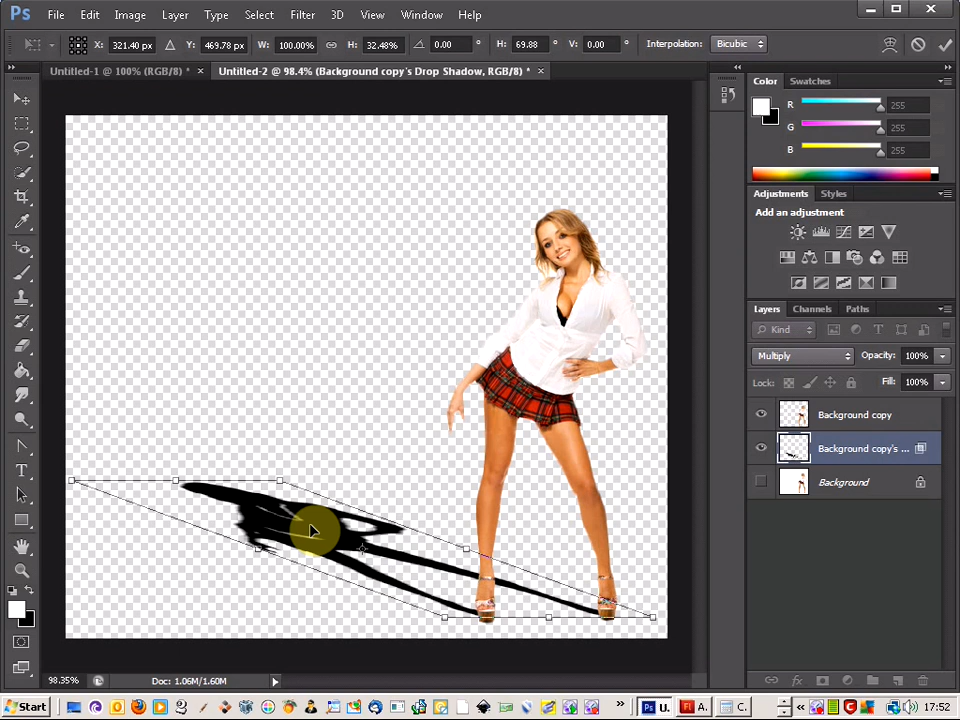 Ps File Edit Image Layer Type Select Filter 3D View Window Help
X: 321.40 px Y: 469.78 px W: 100.00% H: 32.48% 0.00 ° H: 69.88 ° V: 0.00 ° Interpolation: Bicubic
Untitled-1 @ 100% (RGB/8) * × Untitled-2 @ 98.4% (Background copy's Drop Shadow, RGB/8) * ×
Color Swatches
R 255
G 255
B 255
Adjustments Styles
Add an adjustment
Layers Channels Paths
Kind
Multiply Opacity: 100%
Lock: Fill: 100%
Background copy
Background copy's ...
Background
98.35% Doc: 1.06M/1.60M
Start U. A. C. 17:52